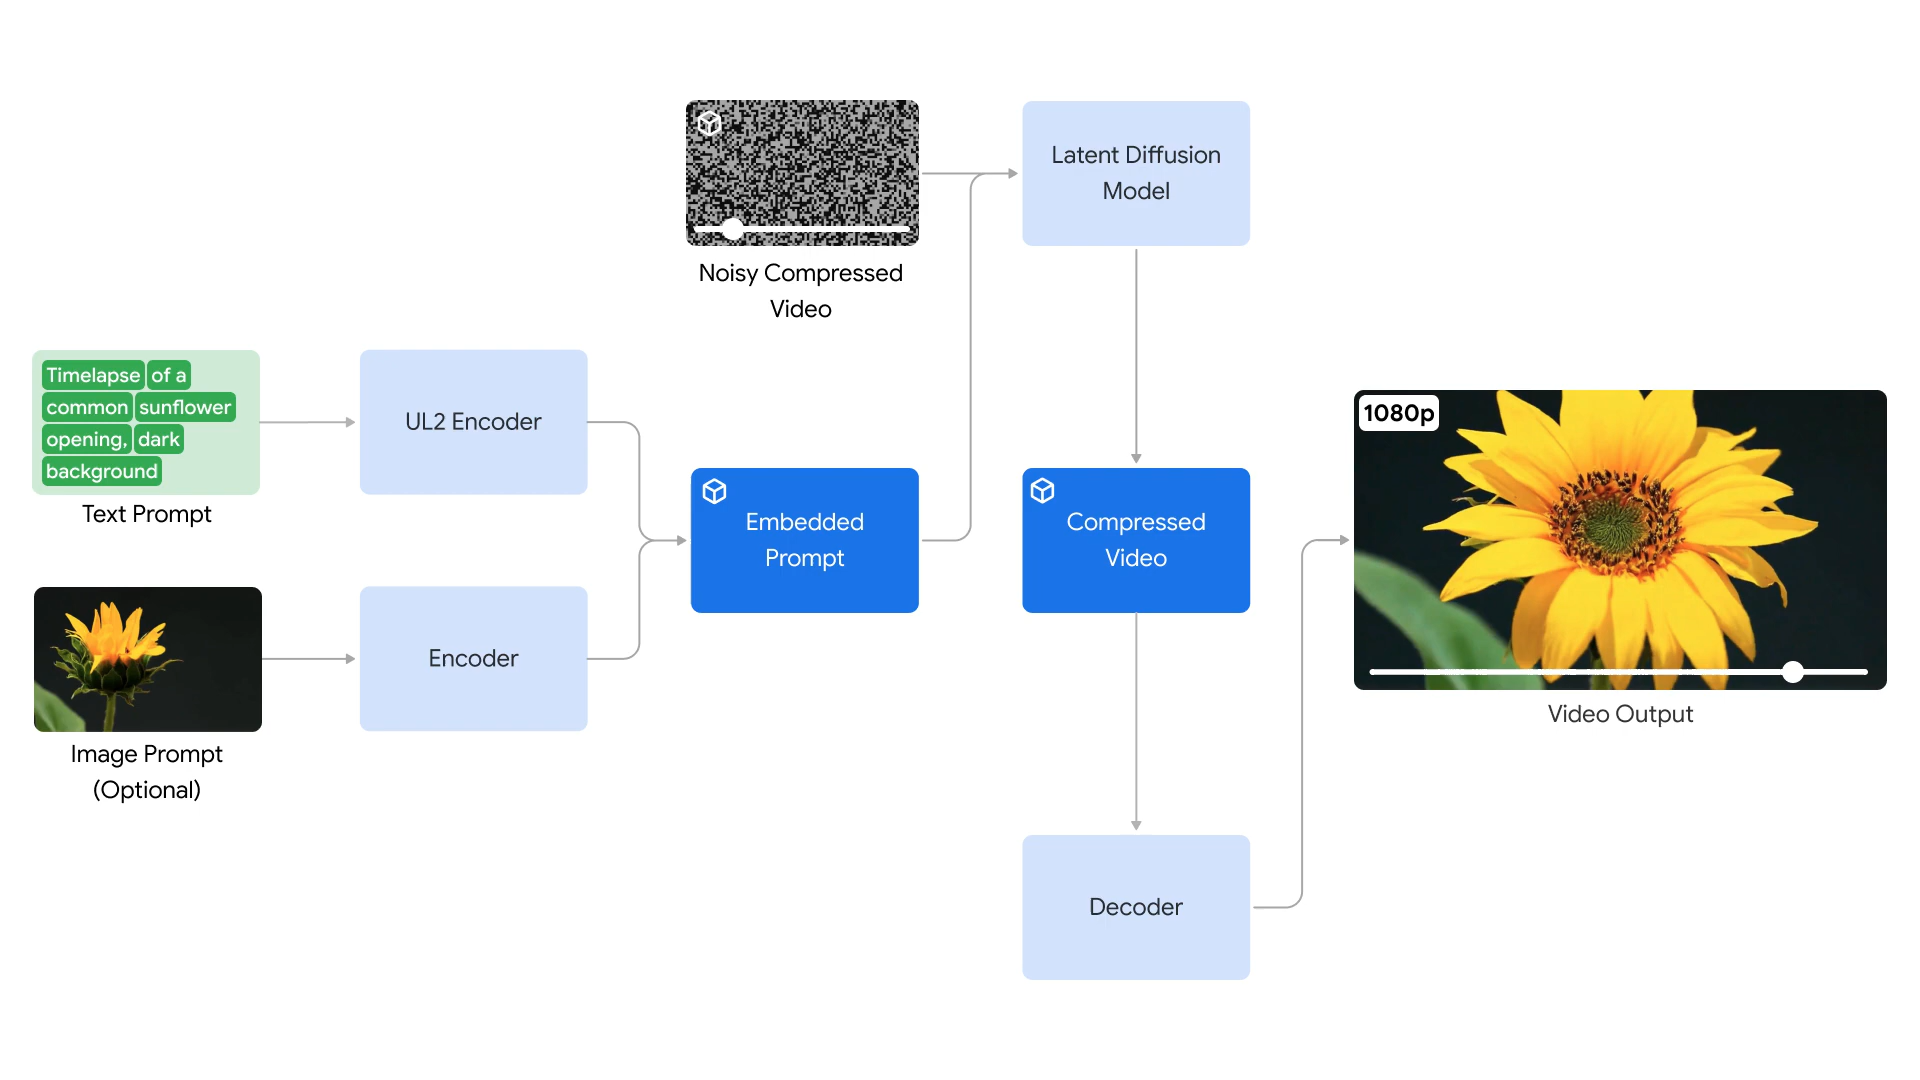 Noisy Compressed
Video
Latent Diffusion
Model
Timelapse of a
common sunflower
opening, dark
background
Text Prompt
UL2 Encoder
Image Prompt
(Optional)
Encoder
Embedded
Prompt
Compressed
Video
Decoder
1080p
Video Output